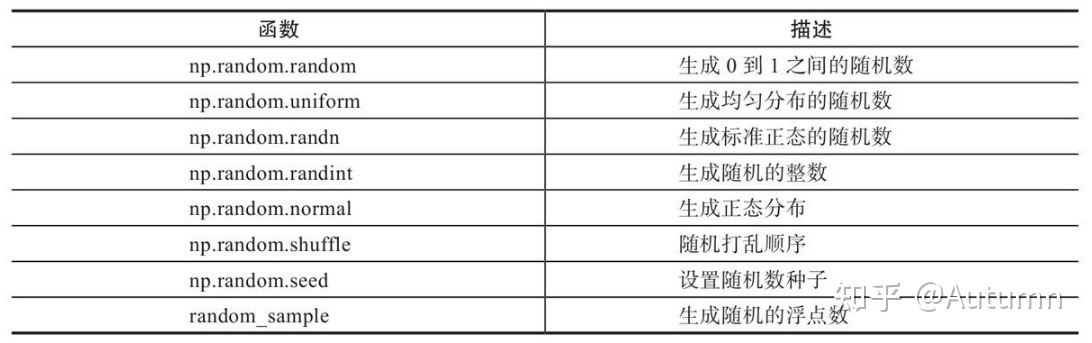 函数 描述
np.random.random 生成 0 到 1 之间的随机数
np.random.uniform 生成均匀分布的随机数
np.random.randn 生成标准正态的随机数
np.random.randint 生成随机的整数
np.random.normal 生成正态分布
np.random.shuffle 随机打乱顺序
np.random.seed 设置随机数种子
random_sample 生成随机的浮点数
知乎 @Autumn